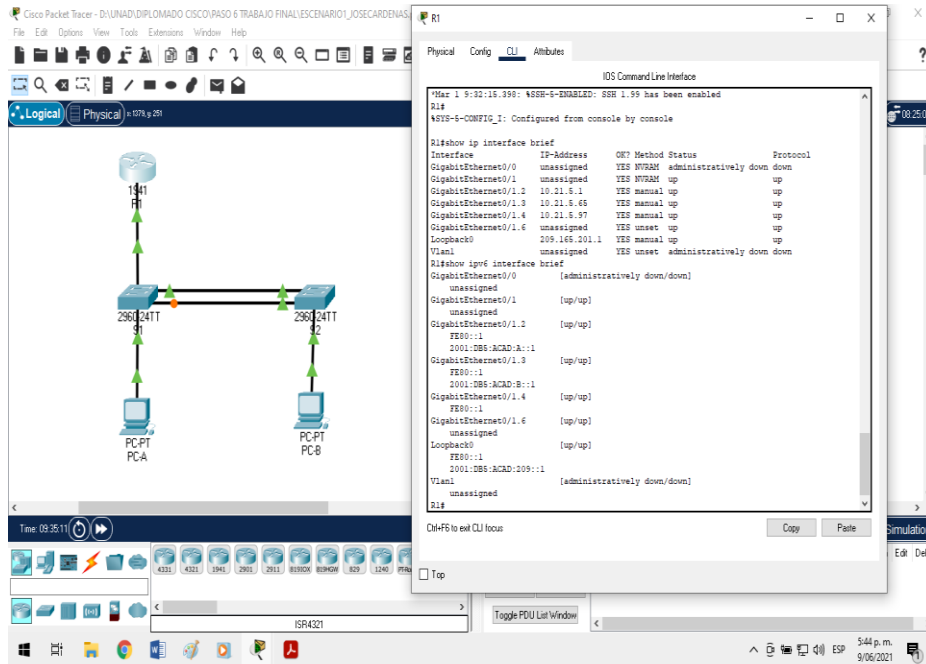 Cisco Packet Tracer - D:\UNAD\DIPLOMADO CISCO\PASO 6 TRABAJO FINAL\ESCENARIO1_JOSECARDENAS.
File Edit Options View Tools Extensions Window Help
Logical Physical x: 1379, y: 251
1941
R1
2960-24TT
S1
2960-24TT
S2
PC-PT
PC-A
PC-PT
PC-B
R1
Physical Config CLI Attributes
IOS Command Line Interface
*Mar 1 9:32:15.398: %SSH-5-ENABLED: SSH 1.99 has been enabled
R1#
%SYS-5-CONFIG_I: Configured from console by console
R1#show ip interface brief
Interface IP-Address OK? Method Status Protocol
GigabitEthernet0/0 unassigned YES NVRAM administratively down down
GigabitEthernet0/1 unassigned YES NVRAM up up
GigabitEthernet0/1.2 10.21.5.1 YES manual up up
GigabitEthernet0/1.3 10.21.5.65 YES manual up up
GigabitEthernet0/1.4 10.21.5.97 YES manual up up
GigabitEthernet0/1.6 unassigned YES unset up up
Loopback0 209.165.201.1 YES manual up up
Vlan1 unassigned YES unset administratively down down
R1#show ipv6 interface brief
GigabitEthernet0/0 [administratively down/down]
unassigned
GigabitEthernet0/1 [up/up]
unassigned
GigabitEthernet0/1.2 [up/up]
FE80::1
2001:DB5:ACAD:A::1
GigabitEthernet0/1.3 [up/up]
FE80::1
2001:DB5:ACAD:B::1
GigabitEthernet0/1.4 [up/up]
FE80::1
GigabitEthernet0/1.6 [up/up]
unassigned
Loopback0 [up/up]
FE80::1
2001:DB5:ACAD:209::1
Vlan1 [administratively down/down]
unassigned
R1#
Ctrl+F6 to exit CLI focus Copy Paste
Top
08:25:0
Time: 09:35:11
Simulatio
Edit Del
4331 4321 1941 2901 2911 819IOX 819HGW 829 1240
ISR4321
Toggle PDU List Window
ESP
5:44 p. m.
9/06/2021